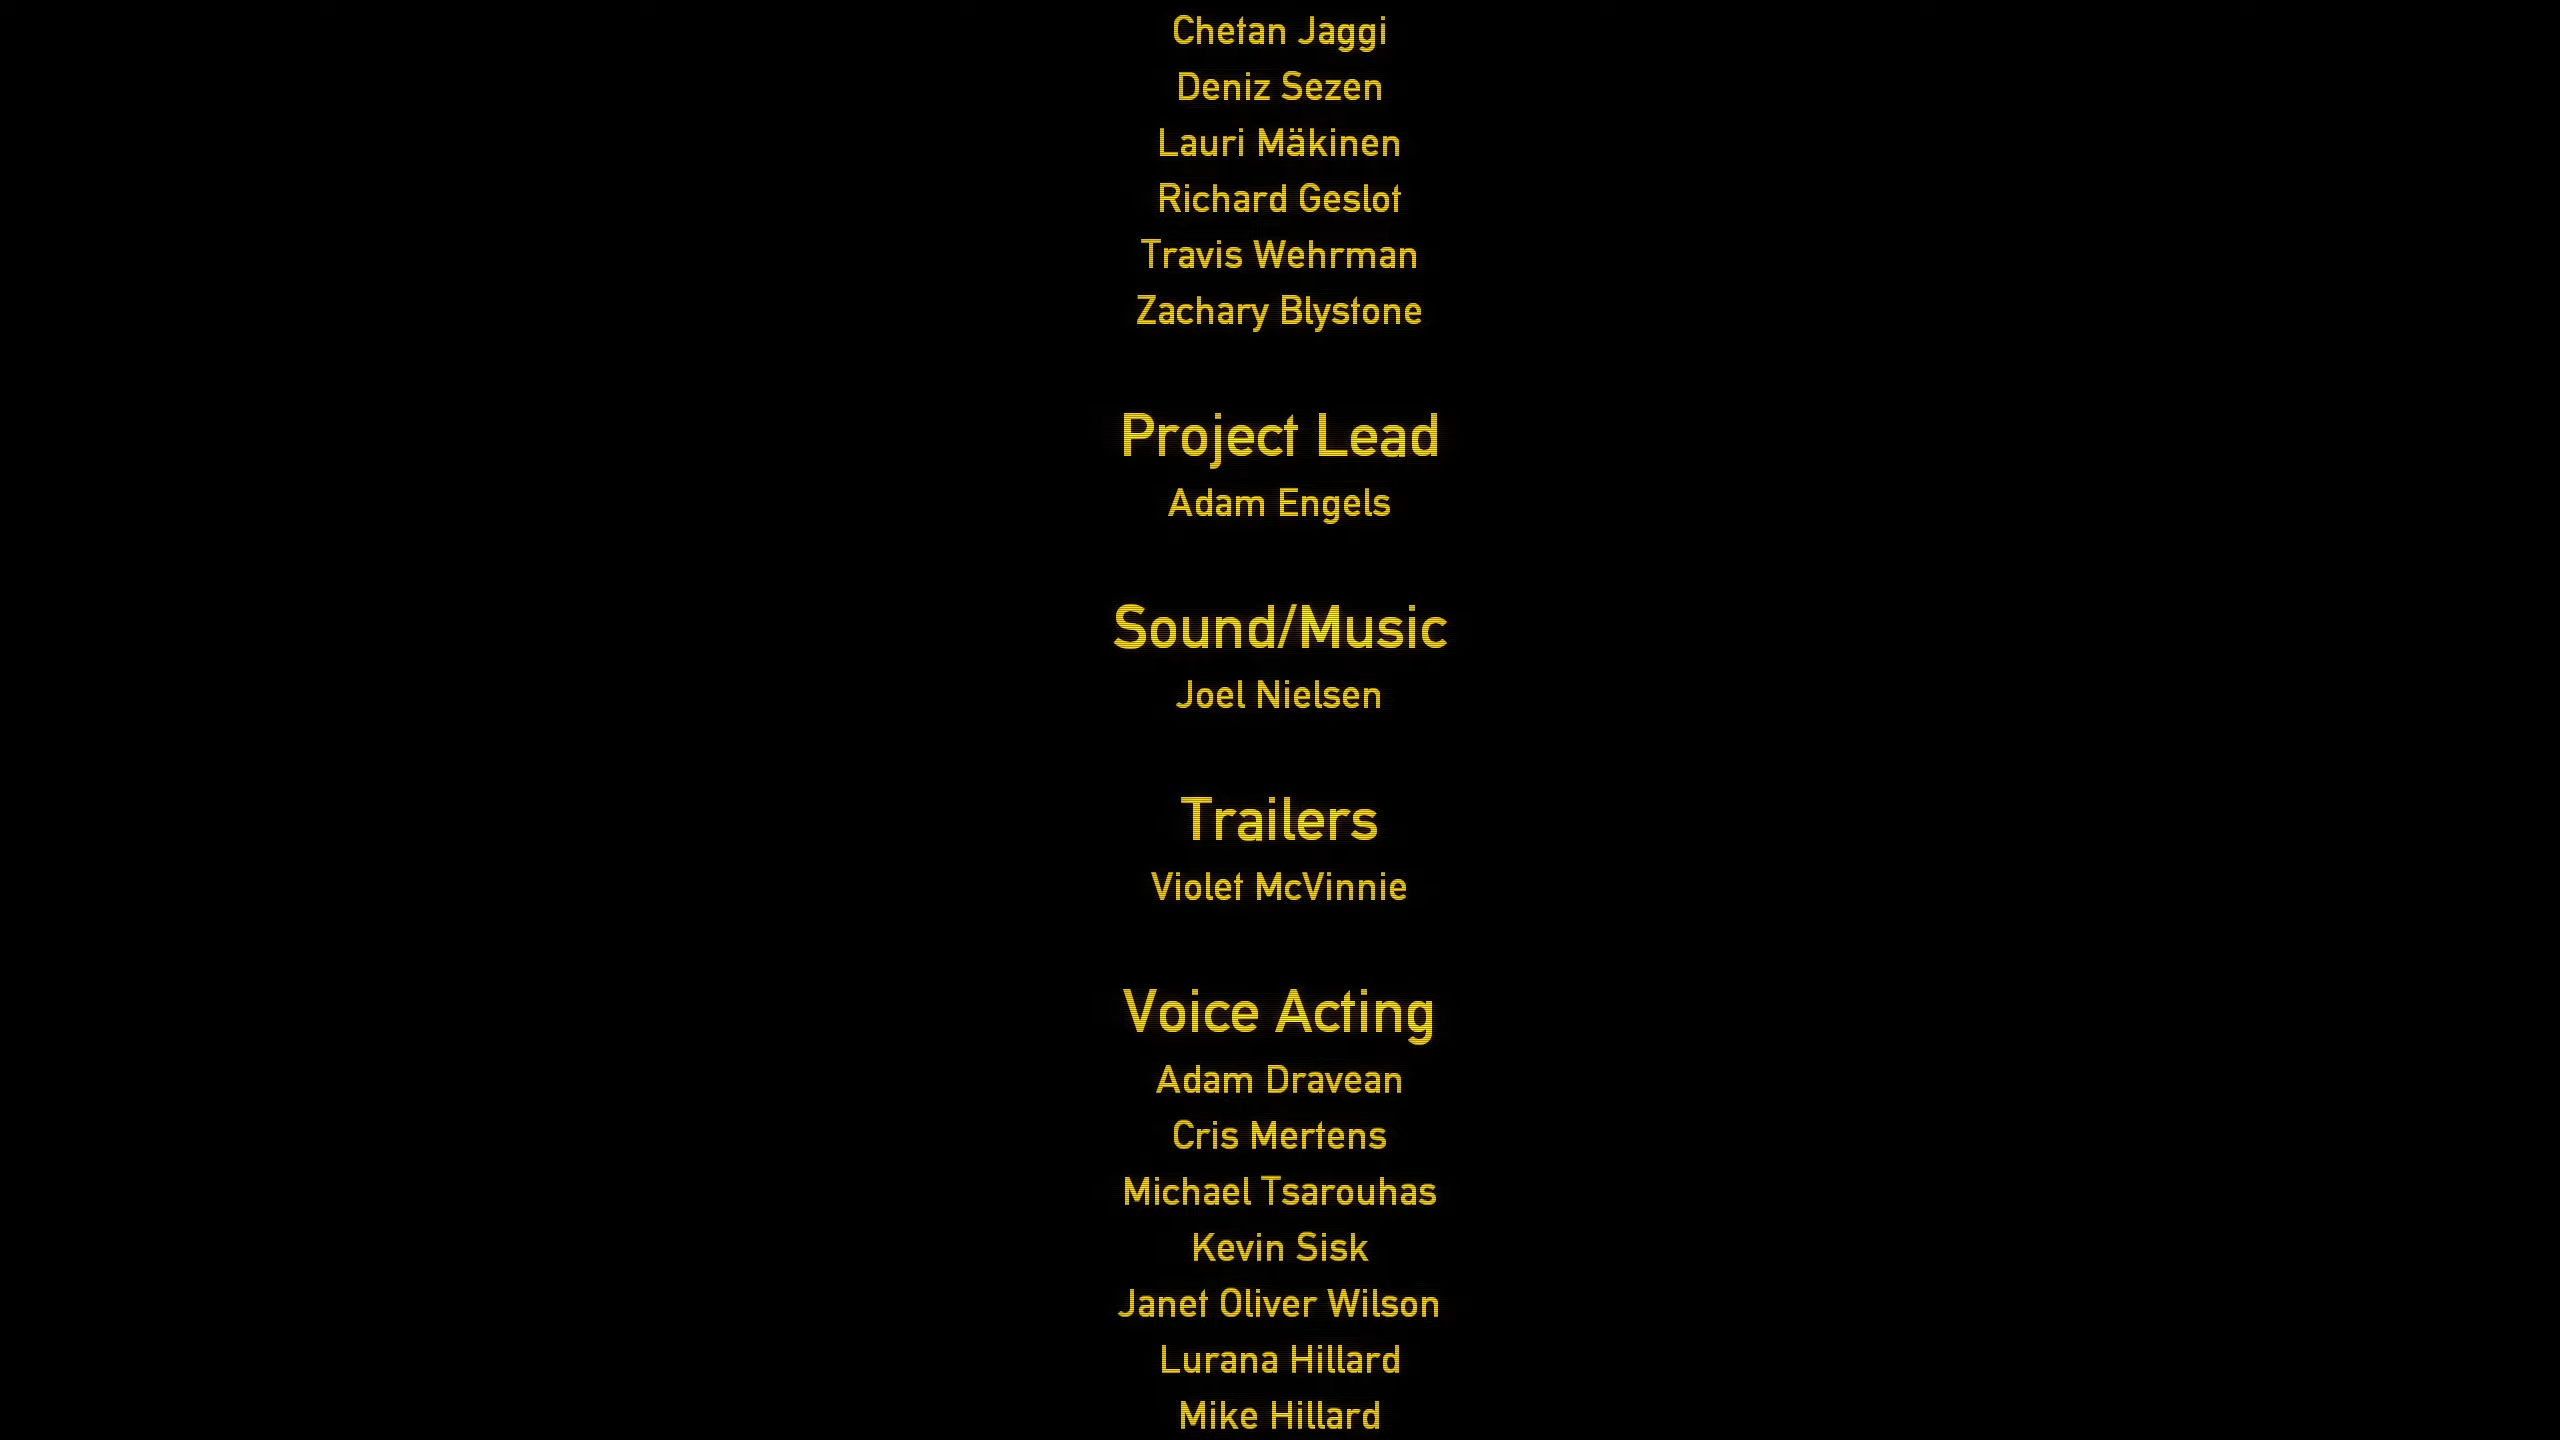 Chetan Jaggi
Deniz Sezen
Lauri Mäkinen
Richard Geslot
Travis Wehrman
Zachary Blystone
Project Lead
Adam Engels
Sound/Music
Joel Nielsen
Trailers
Violet McVinnie
Voice Acting
Adam Dravean
Cris Mertens
Michael Tsarouhas
Kevin Sisk
Janet Oliver Wilson
Lurana Hillard
Mike Hillard